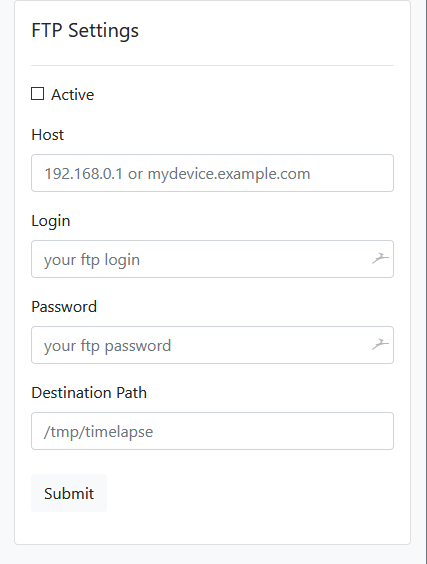 FTP Settings
Active
Host
192.168.0.1 or mydevice.example.com
Login
your ftp login
Password
your ftp password
Destination Path
/tmp/timelapse
Submit